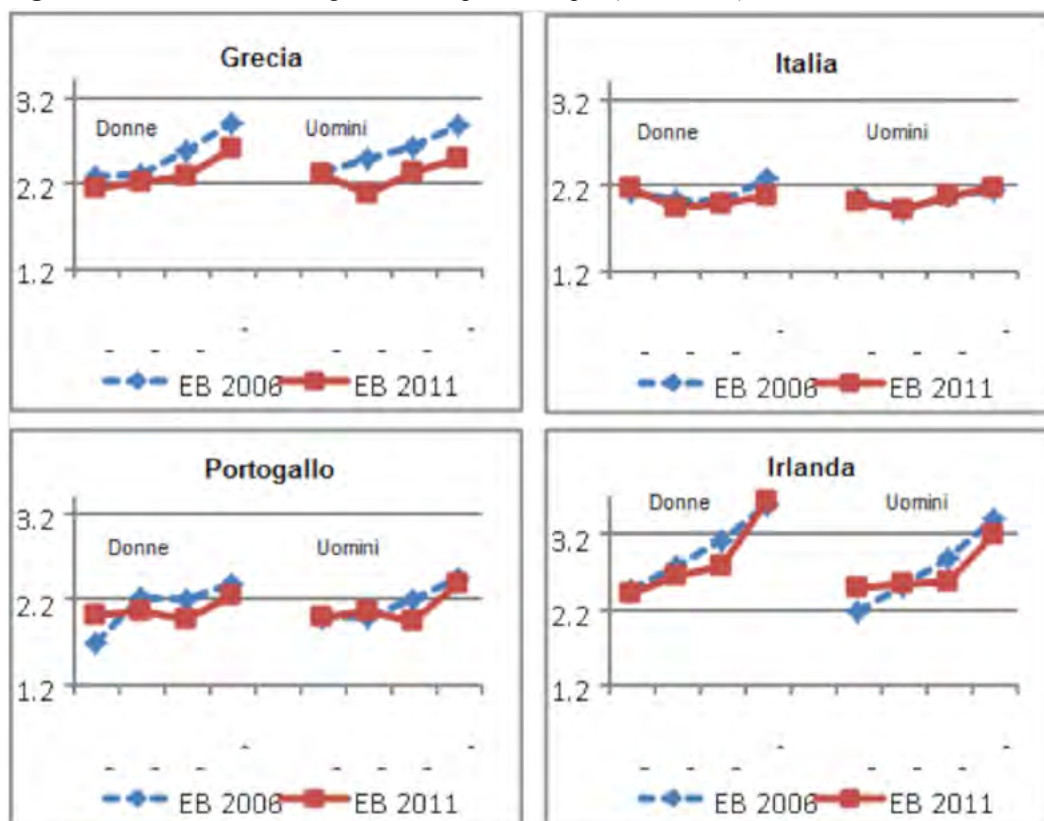 Grecia
3.2
Donne
Uomini
2.2
1.2
EB 2006
EB 2011
Italia
3.2
Donne
Uomini
2.2
1.2
EB 2006
EB 2011
Portogallo
3.2
Donne
Uomini
2.2
1.2
EB 2006
EB 2011
Irlanda
Donne
Uomini
3.2
2.2
1.2
EB 2006
EB 2011